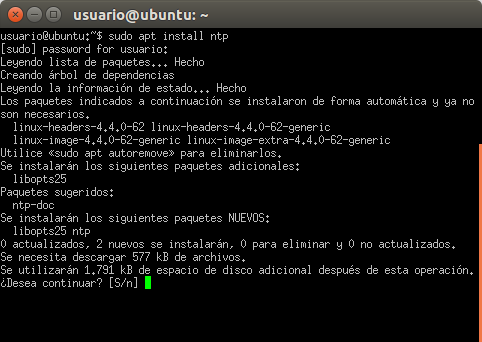 usuario@ubuntu: ~
usuario@ubuntu:~$ sudo apt install ntp
[sudo] password for usuario:
Leyendo lista de paquetes... Hecho
Creando árbol de dependencias
Leyendo la información de estado... Hecho
Los paquetes indicados a continuación se instalaron de forma automática y ya no
son necesarios.
  linux-headers-4.4.0-62 linux-headers-4.4.0-62-generic
  linux-image-4.4.0-62-generic linux-image-extra-4.4.0-62-generic
Utilice «sudo apt autoremove» para eliminarlos.
Se instalarán los siguientes paquetes adicionales:
  libopts25
Paquetes sugeridos:
  ntp-doc
Se instalarán los siguientes paquetes NUEVOS:
  libopts25 ntp
0 actualizados, 2 nuevos se instalarán, 0 para eliminar y 0 no actualizados.
Se necesita descargar 577 kB de archivos.
Se utilizarán 1.791 kB de espacio de disco adicional después de esta operación.
¿Desea continuar? [S/n]